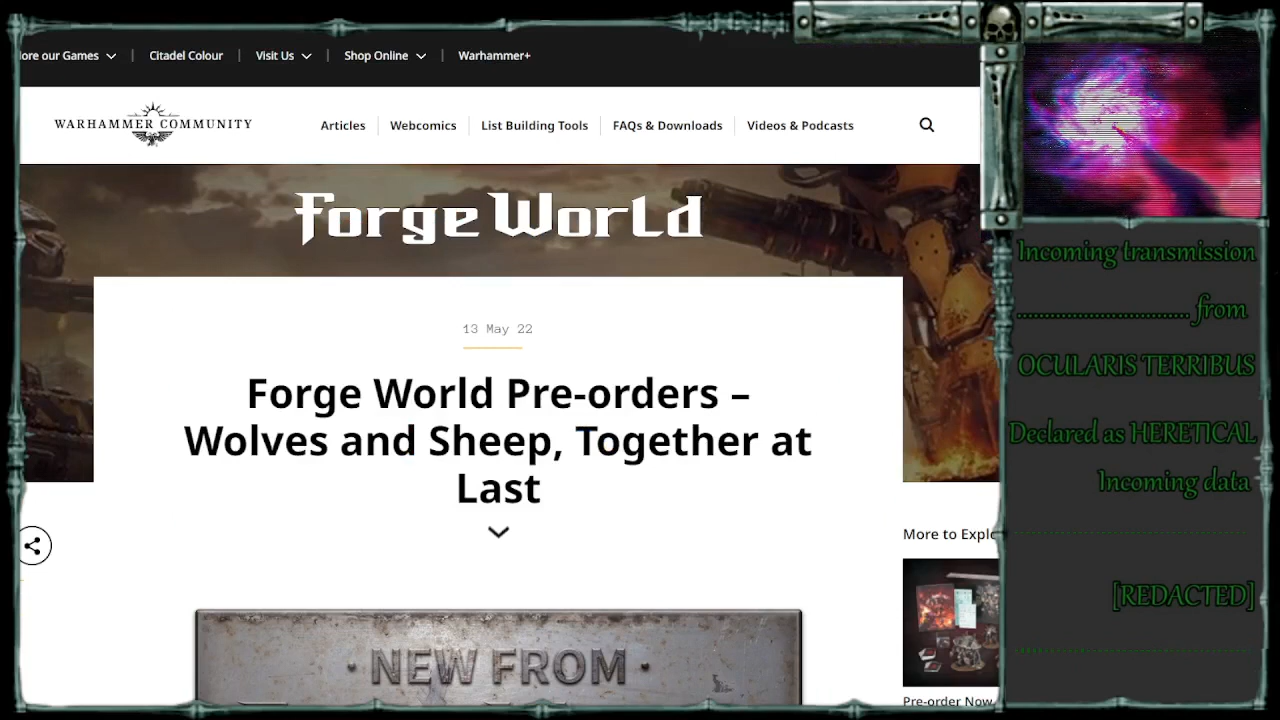 ore our Games
Citadel Colour
Visit Us
Shop Online
Warhammer+
WARHAMMER COMMUNITY
Articles
Webcomics
List Building Tools
FAQs & Downloads
Videos & Podcasts
Forge World
13 May 22
Forge World Pre-orders –
Wolves and Sheep, Together at
Last
More to Explo
· NEW FROM ·
Pre-order Now
Incoming transmission
............................... from
OCULARIS TERRIBUS
Declared as HERETICAL
Incoming data
[REDACTED]